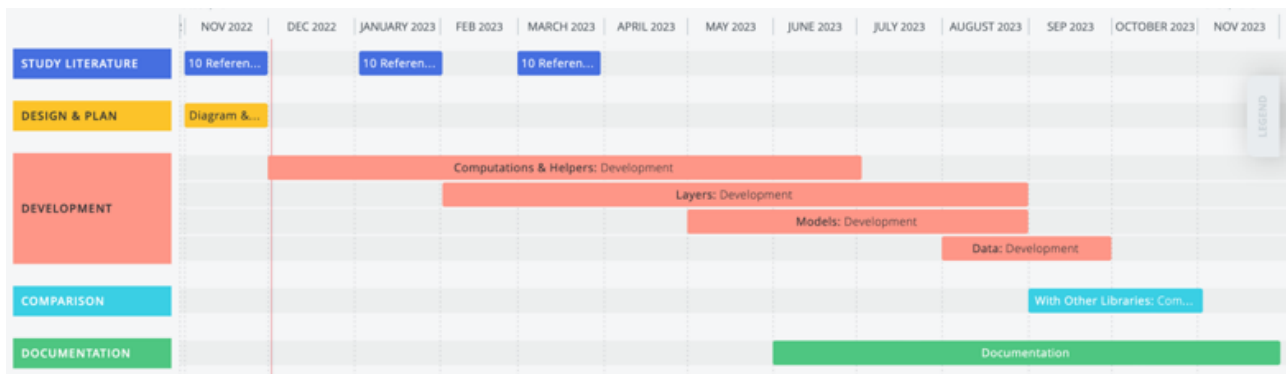 NOV 2022 DEC 2022 JANUARY 2023 FEB 2023 MARCH 2023 APRIL 2023 MAY 2023 JUNE 2023 JULY 2023 AUGUST 2023 SEP 2023 OCTOBER 2023 NOV 2023
STUDY LITERATURE 10 Referen... 10 Referen... 10 Referen...
LEGEND
DESIGN & PLAN Diagram &...
Computations & Helpers: Development
Layers: Development
DEVELOPMENT
Models: Development
Data: Development
COMPARISON With Other Libraries: Com...
DOCUMENTATION Documentation